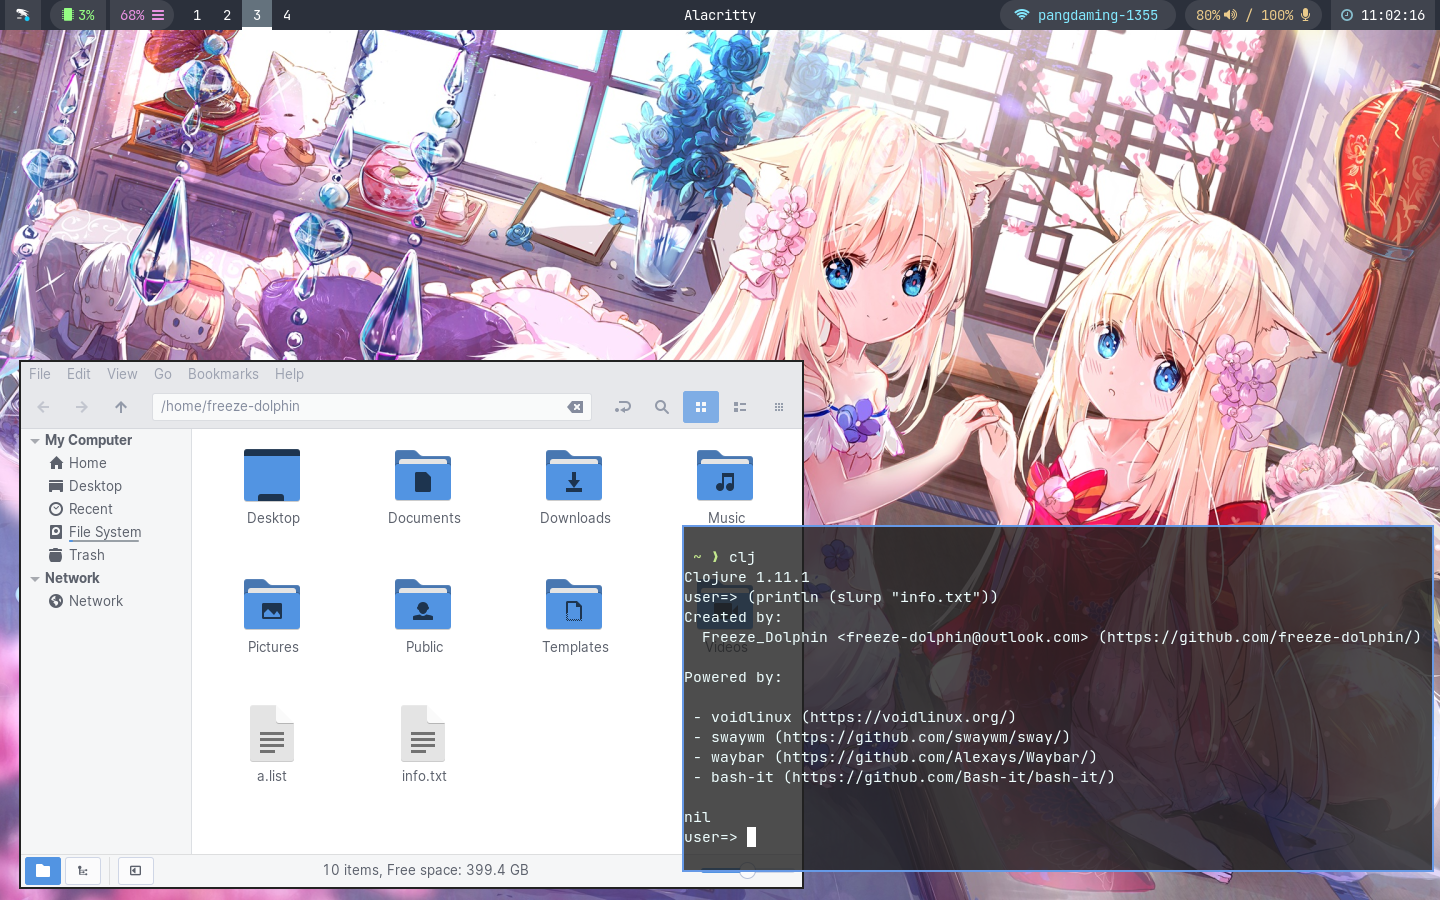 3% 68% 1 2 3 4 Alacritty pangdaming-1355 80% / 100% 11:02:16
File Edit View Go Bookmarks Help
/home/freeze-dolphin
My Computer
Home
Desktop
Recent
File System
Trash
Network
Network
Desktop Documents Downloads Music
Pictures Public Templates Videos
a.list info.txt
10 items, Free space: 399.4 GB
~ ❯ clj
Clojure 1.11.1
user=> (println (slurp "info.txt"))
Created by:
Freeze_Dolphin <freeze-dolphin@outlook.com> (https://github.com/freeze-dolphin/)
Powered by:
- voidlinux (https://voidlinux.org/)
- swaywm (https://github.com/swaywm/sway/)
- waybar (https://github.com/Alexays/Waybar/)
- bash-it (https://github.com/Bash-it/bash-it/)
nil
user=>